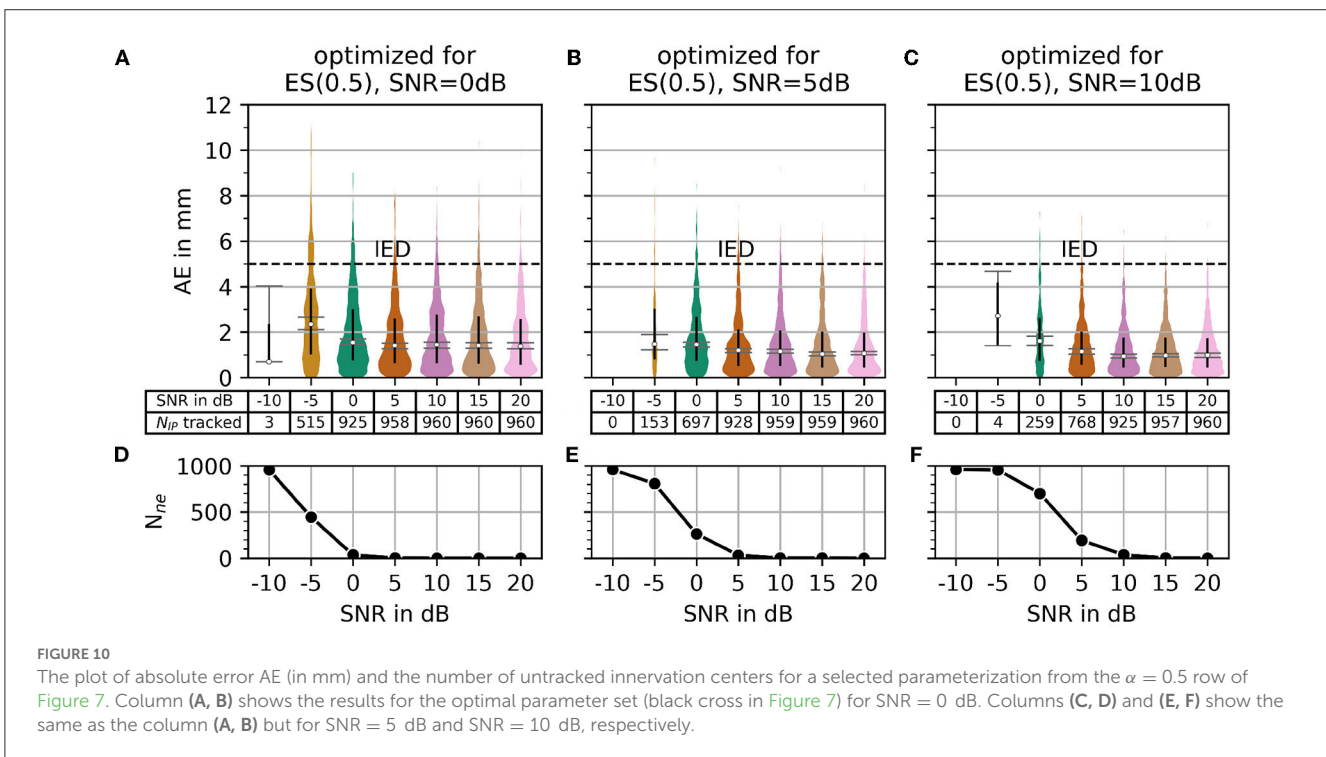 A
optimized for
ES(0.5), SNR=0dB
B
optimized for
ES(0.5), SNR=5dB
C
optimized for
ES(0.5), SNR=10dB
AE in mm
12
10
8
6
4
2
0
IED
IED
IED
SNR in dB -10 -5 0 5 10 15 20
N_IP tracked 3 515 925 958 960 960 960
-10 -5 0 5 10 15 20
0 153 697 928 959 959 960
-10 -5 0 5 10 15 20
0 4 259 768 925 957 960
D
E
F
N_ne
1000
500
0
-10 -5 0 5 10 15 20
-10 -5 0 5 10 15 20
-10 -5 0 5 10 15 20
SNR in dB
SNR in dB
SNR in dB
FIGURE 10
The plot of absolute error AE (in mm) and the number of untracked innervation centers for a selected parameterization from the α = 0.5 row of
Figure 7. Column (A, B) shows the results for the optimal parameter set (black cross in Figure 7) for SNR = 0 dB. Columns (C, D) and (E, F) show the
same as the column (A, B) but for SNR = 5 dB and SNR = 10 dB, respectively.